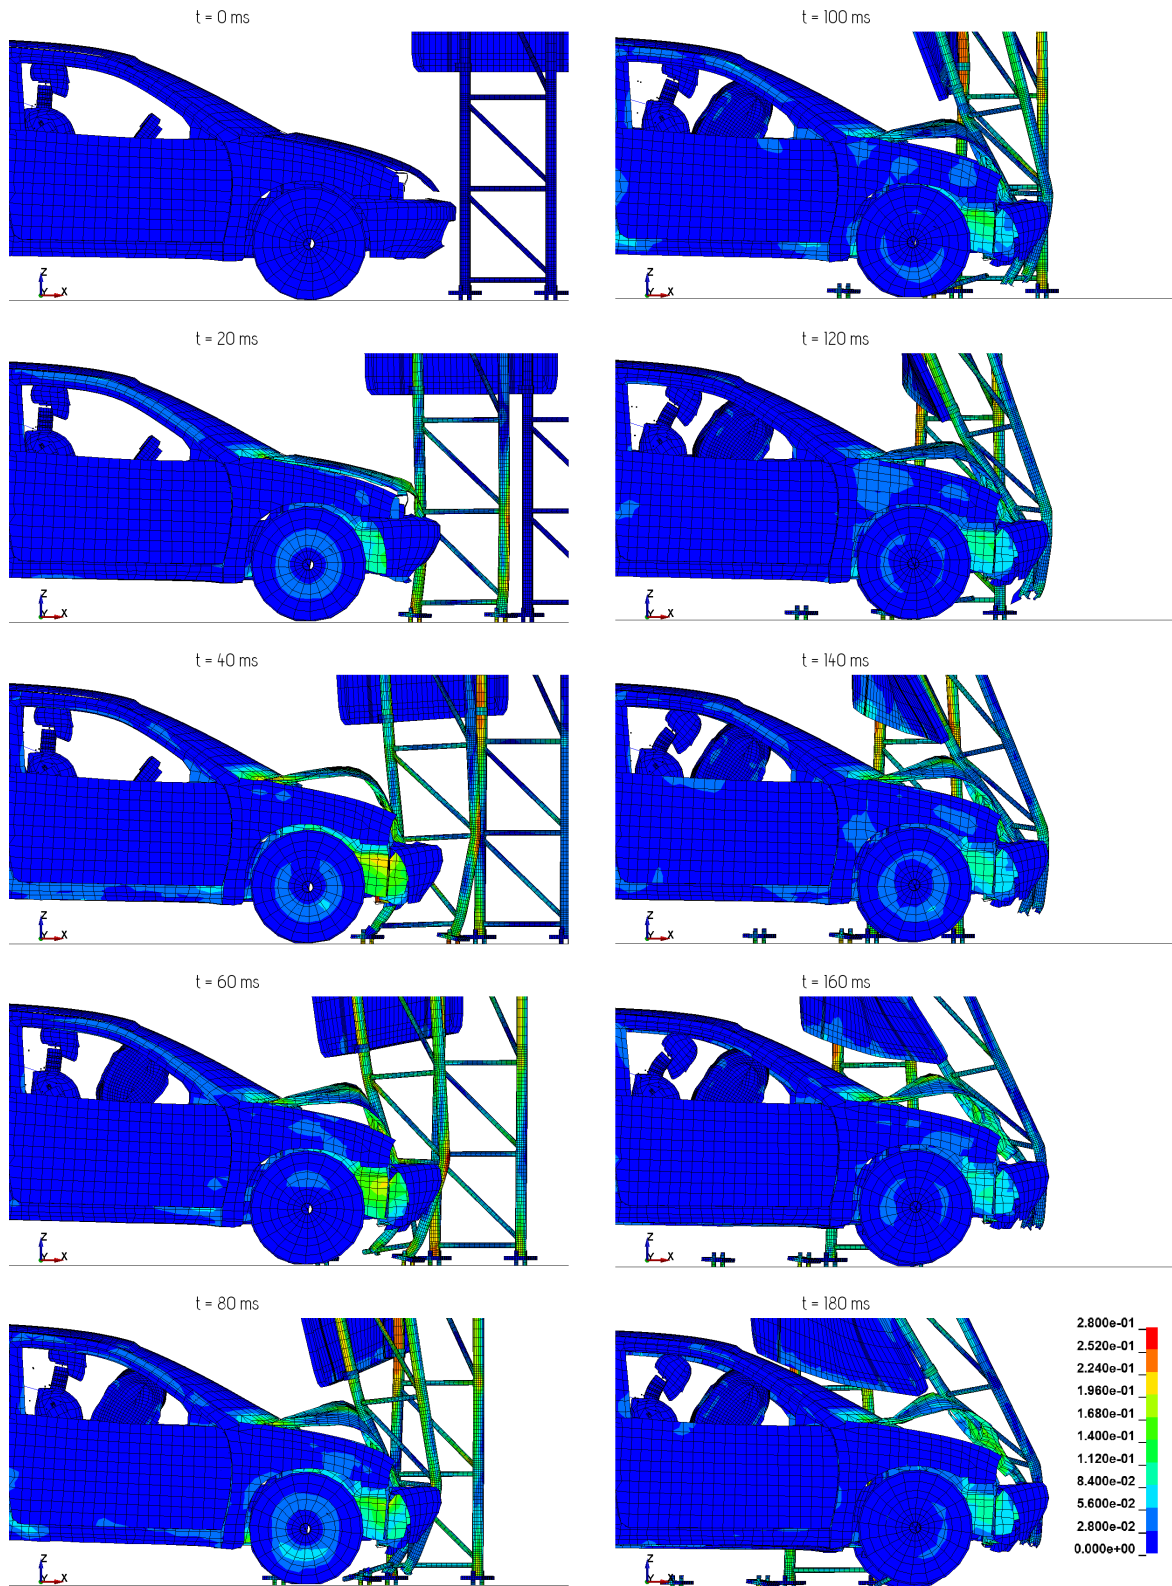 t = 0 ms
Z
Y X
t = 20 ms
Z
Y X
t = 40 ms
Z
Y X
t = 60 ms
Z
Y X
t = 80 ms
Z
Y X
t = 100 ms
Z
Y X
t = 120 ms
Z
Y X
t = 140 ms
Z
Y X
t = 160 ms
Z
Y X
t = 180 ms
Z
Y X
2.800e-01
2.520e-01
2.240e-01
1.960e-01
1.680e-01
1.400e-01
1.120e-01
8.400e-02
5.600e-02
2.800e-02
0.000e+00